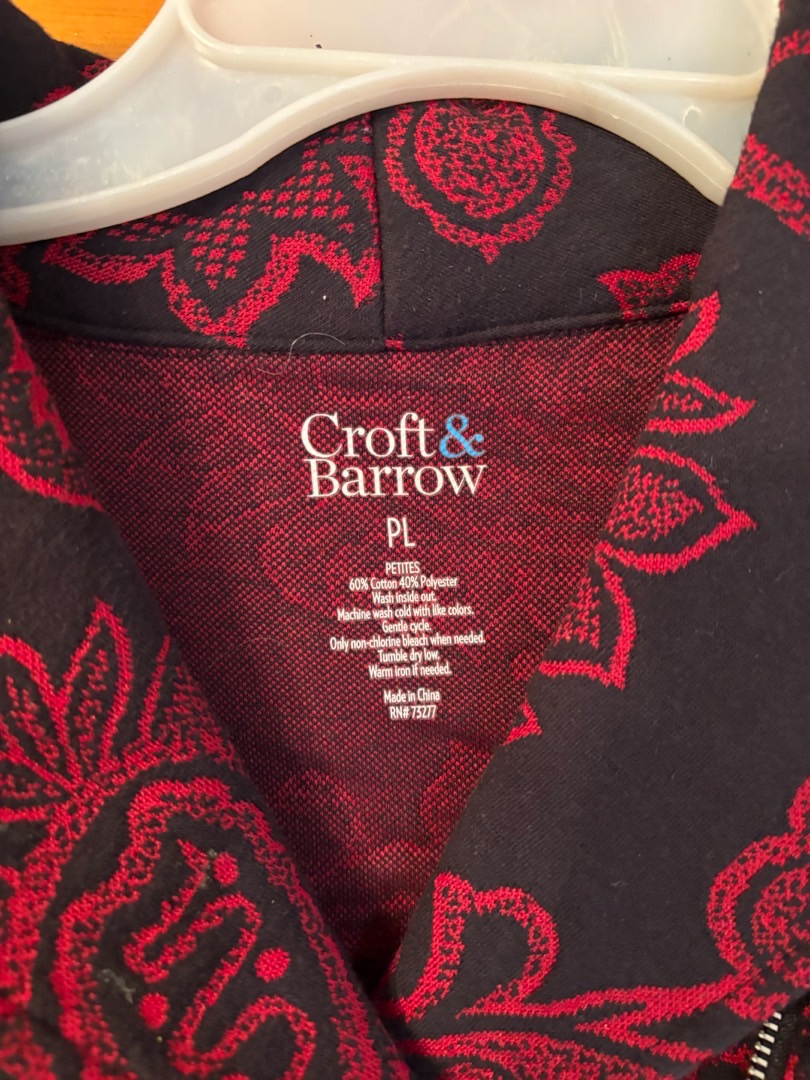 Croft &
Barrow
PL
PETITES
60% Cotton 40% Polyester
Wash inside out.
Machine wash cold with like colors.
Gentle cycle.
Only non-chlorine bleach when needed.
Tumble dry low.
Warm iron if needed.
Made in China
RN# 73277